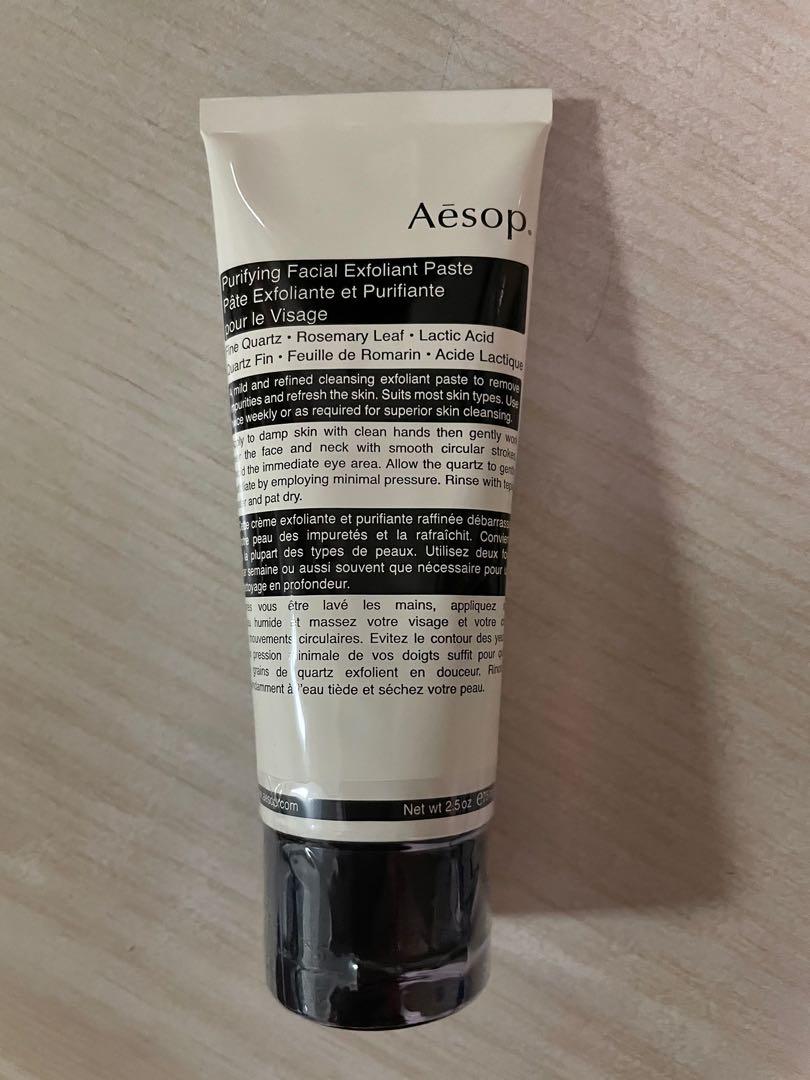 Aēsop.
Purifying Facial Exfoliant Paste
Pâte Exfoliante et Purifiante
pour le Visage
Fine Quartz • Rosemary Leaf • Lactic Acid
Quartz Fin • Feuille de Romarin • Acide Lactique
mild and refined cleansing exfoliant paste to remove
impurities and refresh the skin. Suits most skin types. Use
weekly or as required for superior skin cleansing.
to damp skin with clean hands then gently
the face and neck with smooth circular strokes
the immediate eye area. Allow the quartz to
by employing minimal pressure. Rinse with
and pat dry.
crème exfoliante et purifiante raffinée
peau des impuretés et la rafraîchit.
la plupart des types de peaux. Utilisez deux
semaine ou aussi souvent que nécessaire pour
en profondeur.
vous être lavé les mains, appliquez
humide et massez votre visage et votre
mouvements circulaires. Evitez le contour des
pression minimale de vos doigts suffit pour
grains de quartz exfolient en douceur.
à l'eau tiède et séchez votre peau.
Net wt 2.5 oz